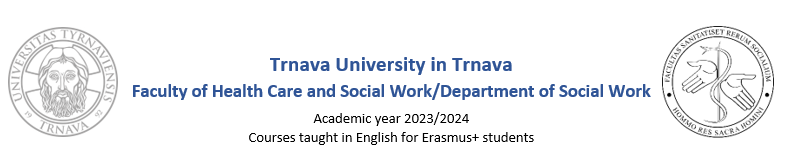 UNIVERSITAS TYRNAVIENSIS
19 92
TRNAVA
Trnava University in Trnava
Faculty of Health Care and Social Work/Department of Social Work
Academic year 2023/2024
Courses taught in English for Erasmus+ students
FACULTAS SANITATIS ET RERUM SOCIALIUM
HOMMO RES SACRA HOMINI